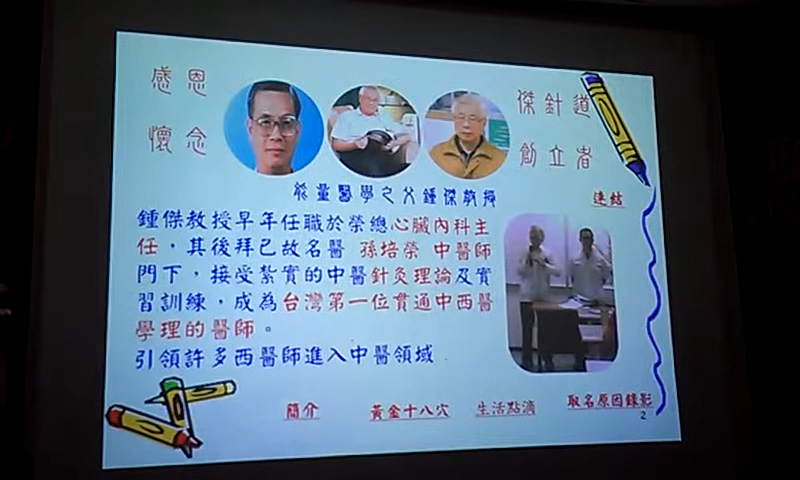 感恩
懷念
傑針道
創立者
能量醫學之父鍾傑教授
連結
鍾傑教授早年任職於榮總心臟內科主
任，其後拜已故名醫 孫培榮 中醫師
門下，接受紮實的中醫針灸理論及實
習訓練，成為台灣第一位貫通中西醫
學理的醫師。
引領許多西醫師進入中醫領域
簡介
黃金十八穴
生活點滴
取名原因錄影
2